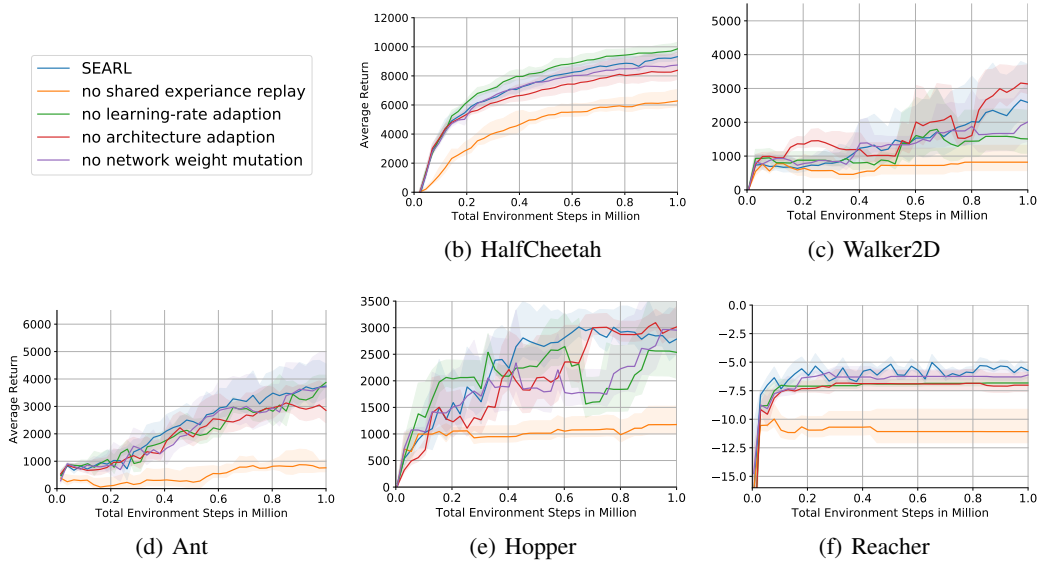 SEARL
no shared experiance replay
no learning-rate adaption
no architecture adaption
no network weight mutation
12000
10000
8000
6000
4000
2000
0
Average Return
0.0 0.2 0.4 0.6 0.8 1.0
Total Environment Steps in Million
(b) HalfCheetah
5000
4000
3000
2000
1000
0
0.0 0.2 0.4 0.6 0.8 1.0
Total Environment Steps in Million
(c) Walker2D
6000
5000
4000
3000
2000
1000
0
Average Return
0.0 0.2 0.4 0.6 0.8 1.0
Total Environment Steps in Million
(d) Ant
3500
3000
2500
2000
1500
1000
500
0
0.0 0.2 0.4 0.6 0.8 1.0
Total Environment Steps in Million
(e) Hopper
0.0
−2.5
−5.0
−7.5
−10.0
−12.5
−15.0
0.0 0.2 0.4 0.6 0.8 1.0
Total Environment Steps in Million
(f) Reacher